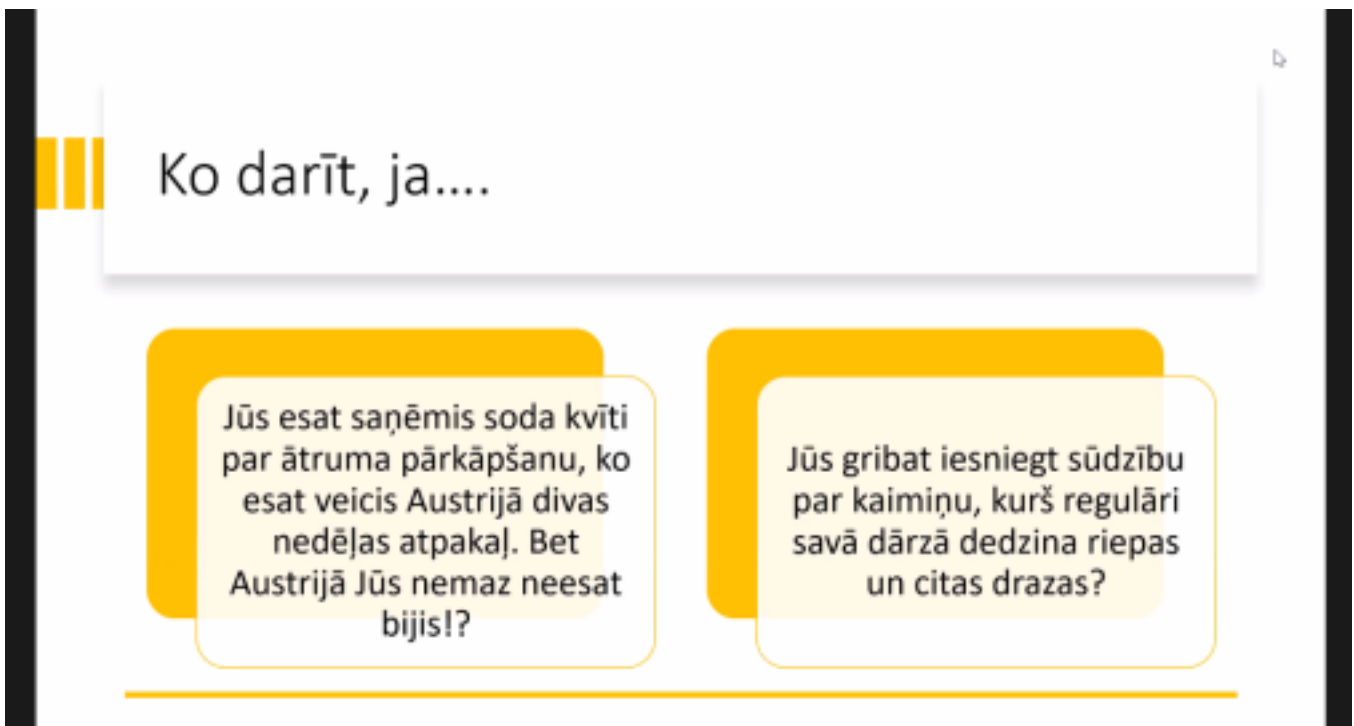 Ko darīt, ja....
Jūs esat saņēmis soda kvīti
par ātruma pārkāpšanu, ko
esat veicis Austrijā divas
nedēļas atpakaļ. Bet
Austrijā Jūs nemaz neesat
bijis!?
Jūs gribat iesniegt sūdzību
par kaimiņu, kurš regulāri
savā dārzā dedzina riepas
un citas drazas?